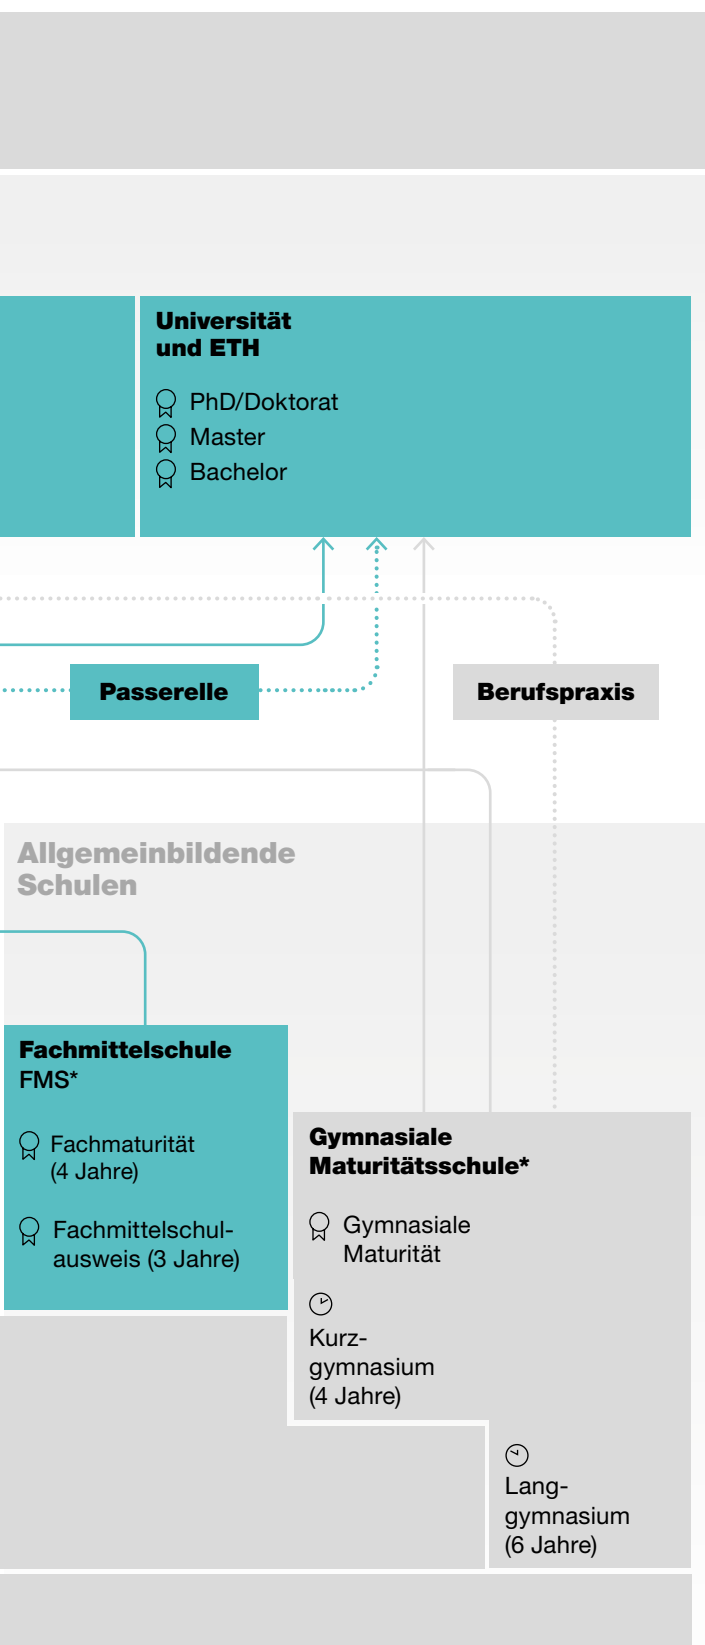 Universität
und ETH
PhD/Doktorat
Master
Bachelor
Passerelle
Berufspraxis
Allgemeinbildende
Schulen
Fachmittelschule
FMS*
Fachmaturität
(4 Jahre)
Fachmittelschul-
ausweis (3 Jahre)
Gymnasiale
Maturitätsschule*
Gymnasiale
Maturität
Kurz-
gymnasium
(4 Jahre)
Lang-
gymnasium
(6 Jahre)